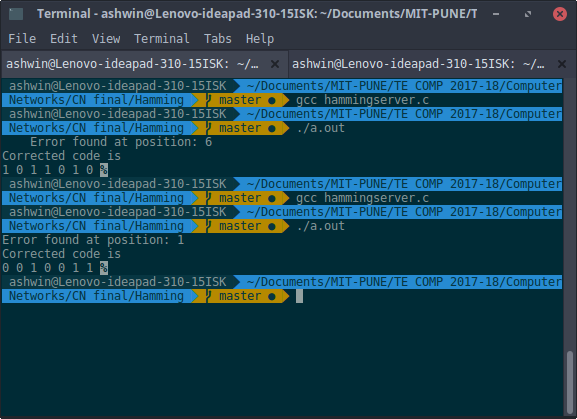 Terminal - ashwin@Lenovo-ideapad-310-15ISK: ~/Documents/MIT-PUNE/T
File Edit View Terminal Tabs Help
ashwin@Lenovo-ideapad-310-15ISK: ~/… × ashwin@Lenovo-ideapad-310-15ISK: ~/… ×
ashwin@Lenovo-ideapad-310-15ISK ~/Documents/MIT-PUNE/TE COMP 2017-18/Computer
Networks/CN final/Hamming master ● gcc hammingserver.c
ashwin@Lenovo-ideapad-310-15ISK ~/Documents/MIT-PUNE/TE COMP 2017-18/Computer
Networks/CN final/Hamming master ● ./a.out
Error found at position: 6
Corrected code is
1 0 1 1 0 1 0 %
ashwin@Lenovo-ideapad-310-15ISK ~/Documents/MIT-PUNE/TE COMP 2017-18/Computer
Networks/CN final/Hamming master ● gcc hammingserver.c
ashwin@Lenovo-ideapad-310-15ISK ~/Documents/MIT-PUNE/TE COMP 2017-18/Computer
Networks/CN final/Hamming master ● ./a.out
Error found at position: 1
Corrected code is
0 0 1 0 0 1 1 %
ashwin@Lenovo-ideapad-310-15ISK ~/Documents/MIT-PUNE/TE COMP 2017-18/Computer
Networks/CN final/Hamming master ●